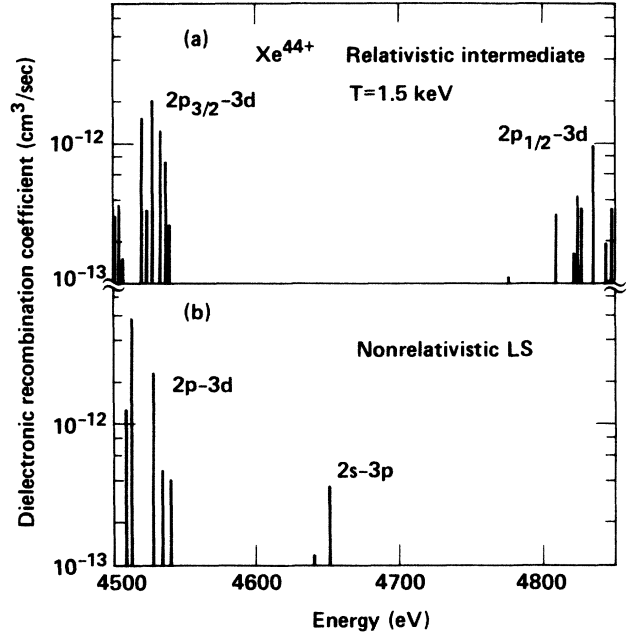 Dielectronic recombination coefficient (cm³/sec)
(a)
Xe⁴⁴⁺ Relativistic intermediate
T=1.5 keV
2p₃/₂-3d
2p₁/₂-3d
10⁻¹²
10⁻¹³
(b)
Nonrelativistic LS
2p-3d
10⁻¹²
2s-3p
10⁻¹³
4500 4600 4700 4800
Energy (eV)